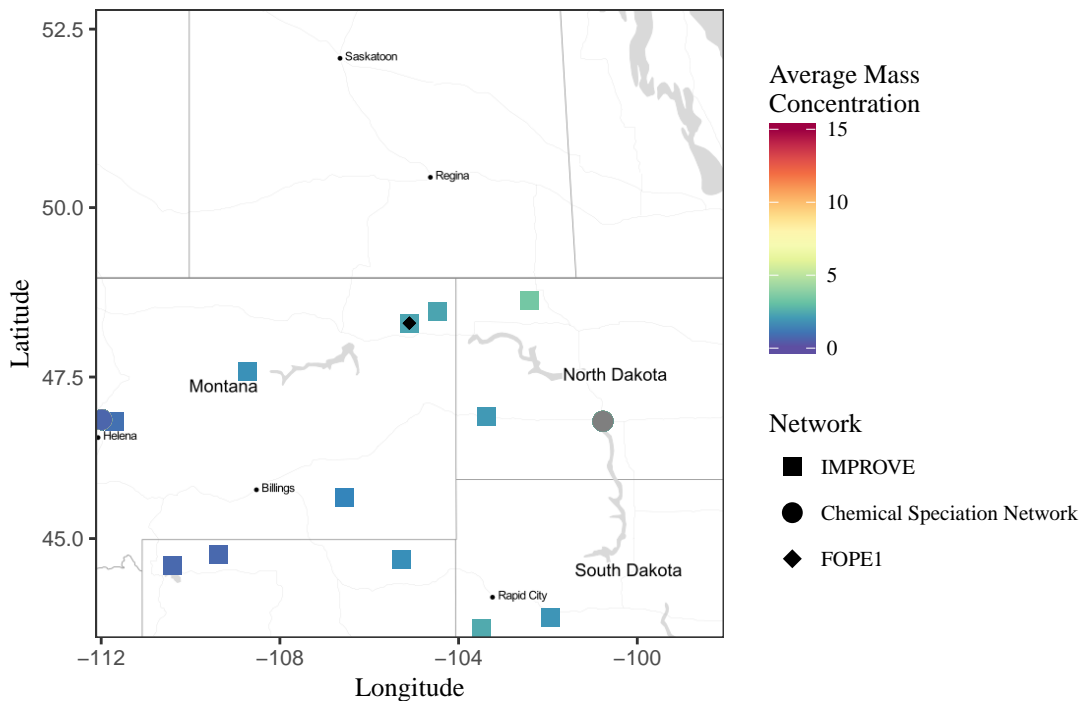 52.5
50.0
47.5
45.0
Latitude
Saskatoon
Regina
Montana
North Dakota
Helena
Billings
South Dakota
Rapid City
−112
−108
−104
−100
Longitude
Average Mass
Concentration
15
10
5
0
Network
IMPROVE
Chemical Speciation Network
FOPE1